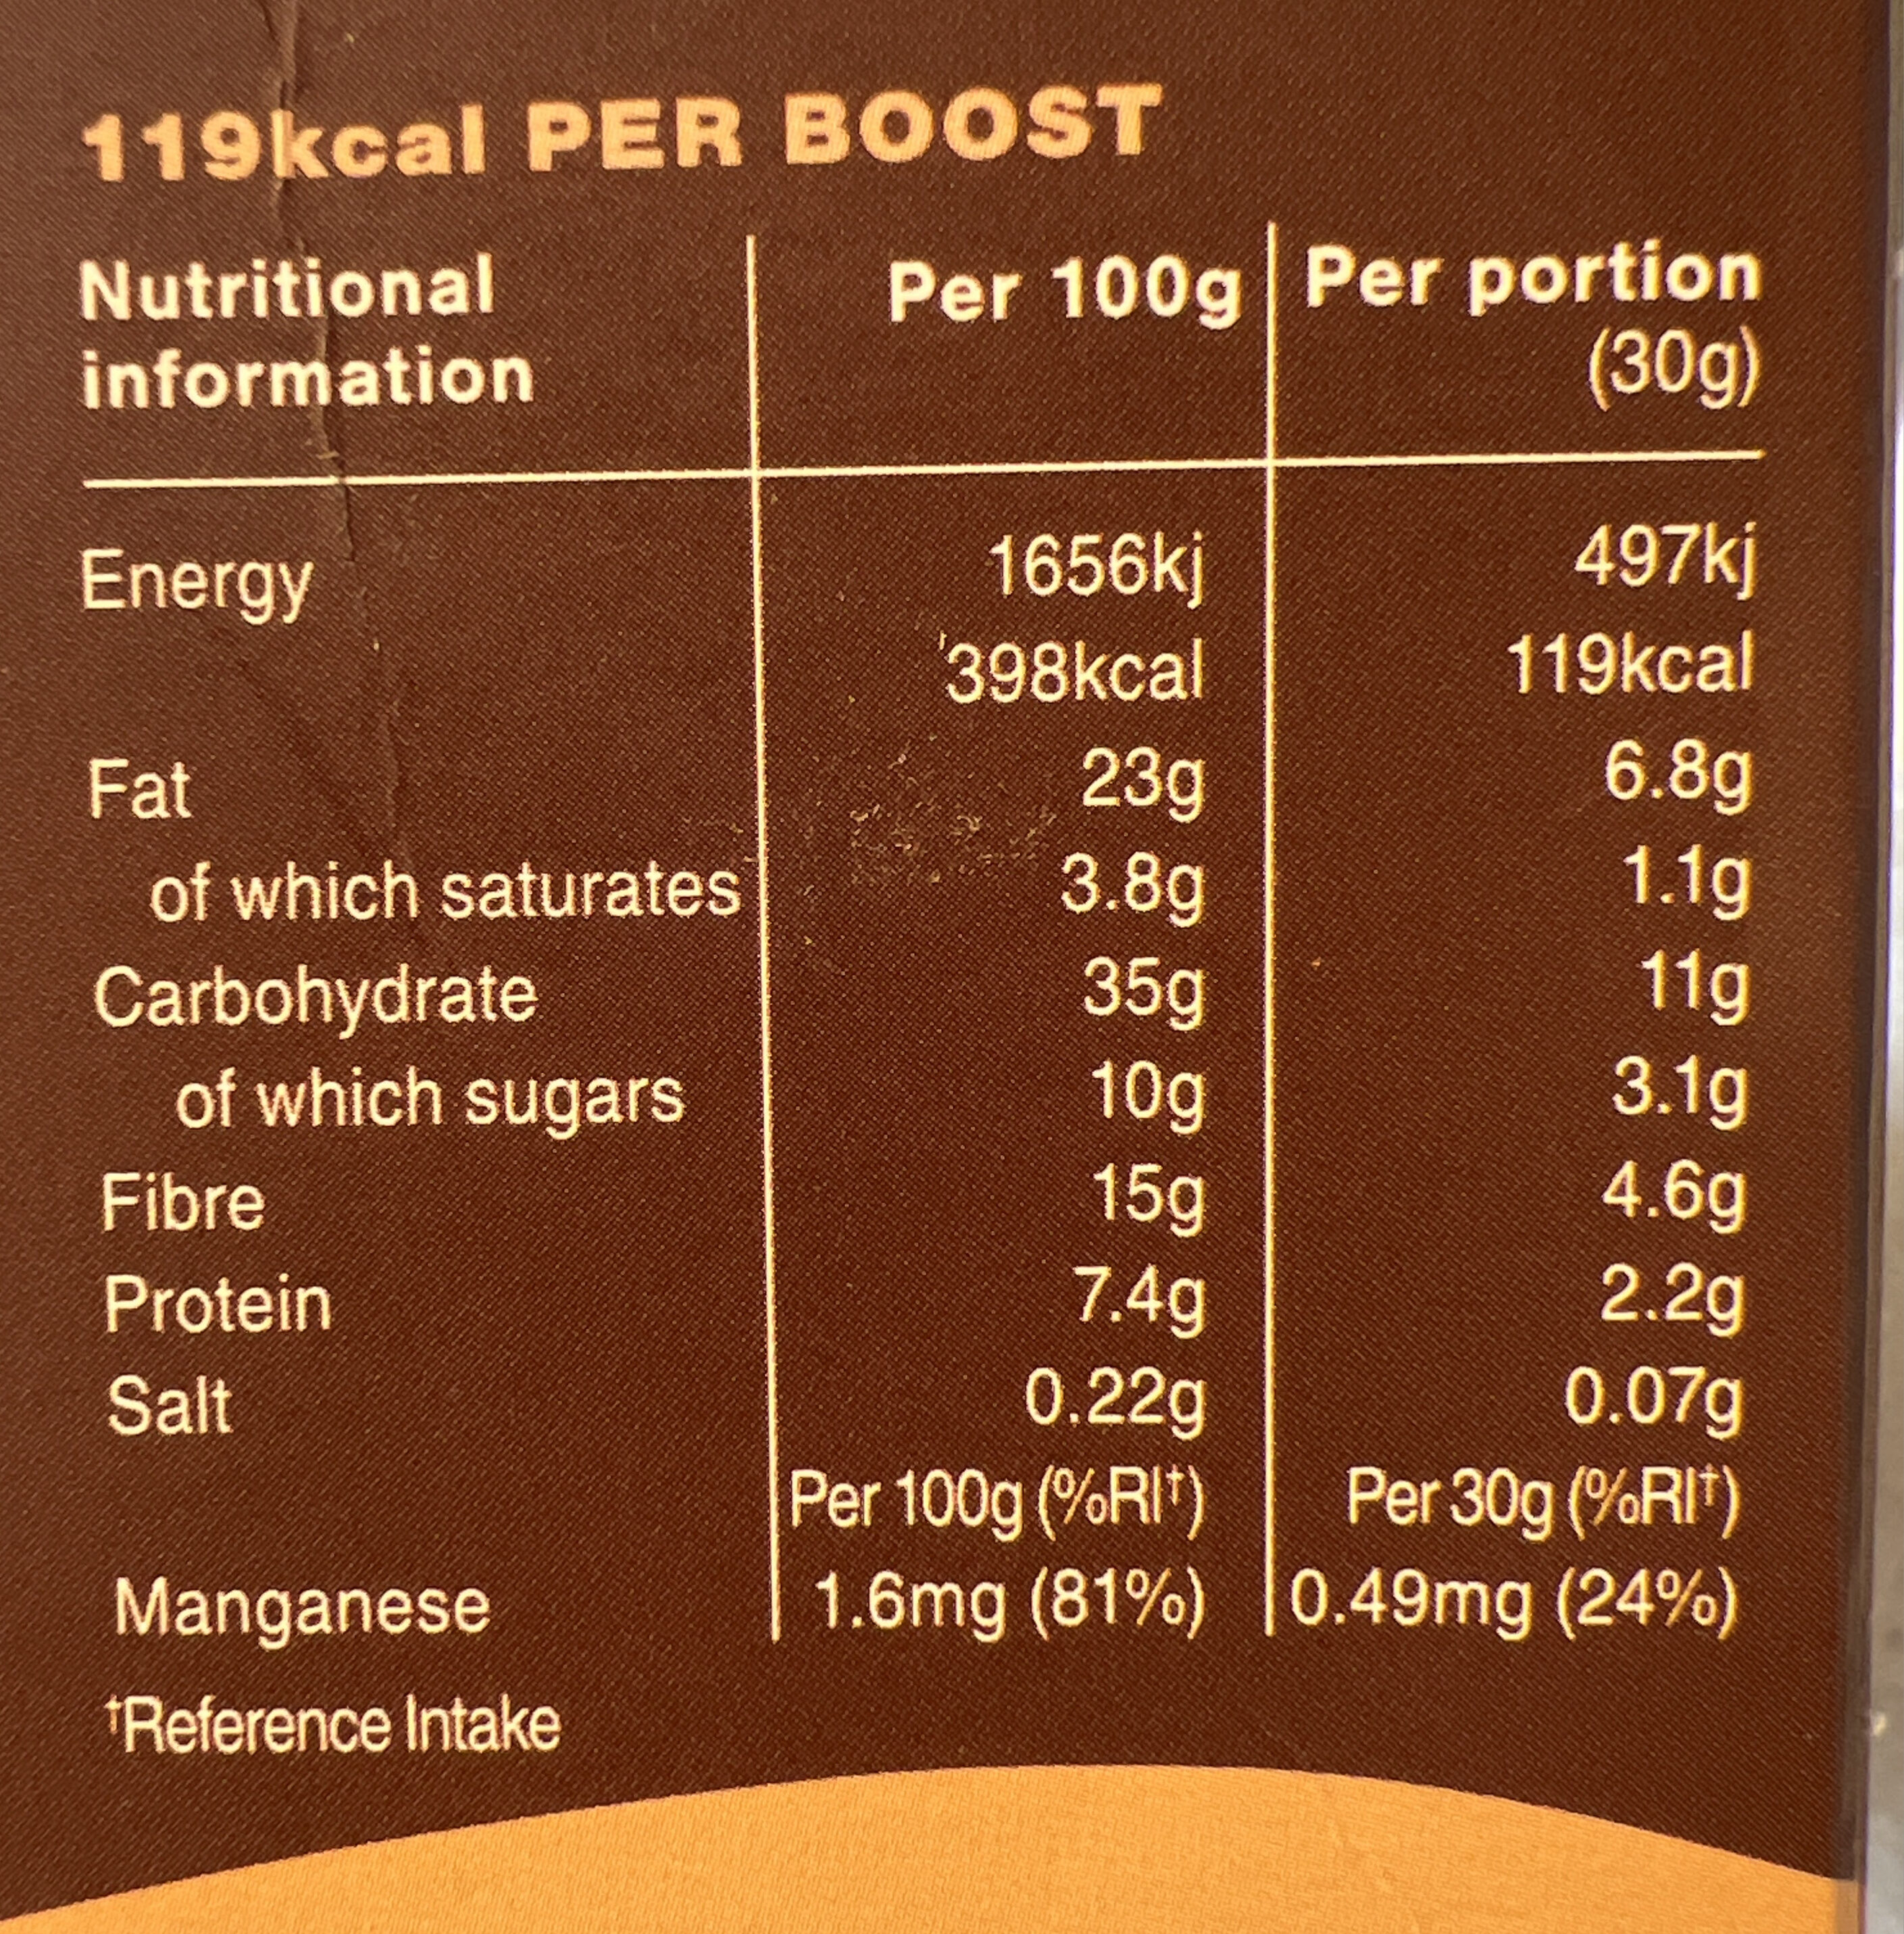 119kcal PER BOOST
Nutritional information Per 100g Per portion (30g)
Energy 1656kj 497kj
398kcal 119kcal
Fat 23g 6.8g
of which saturates 3.8g 1.1g
Carbohydrate 35g 11g
of which sugars 10g 3.1g
Fibre 15g 4.6g
Protein 7.4g 2.2g
Salt 0.22g 0.07g
Per 100g (%RI†) Per 30g (%RI†)
Manganese 1.6mg (81%) 0.49mg (24%)
†Reference Intake